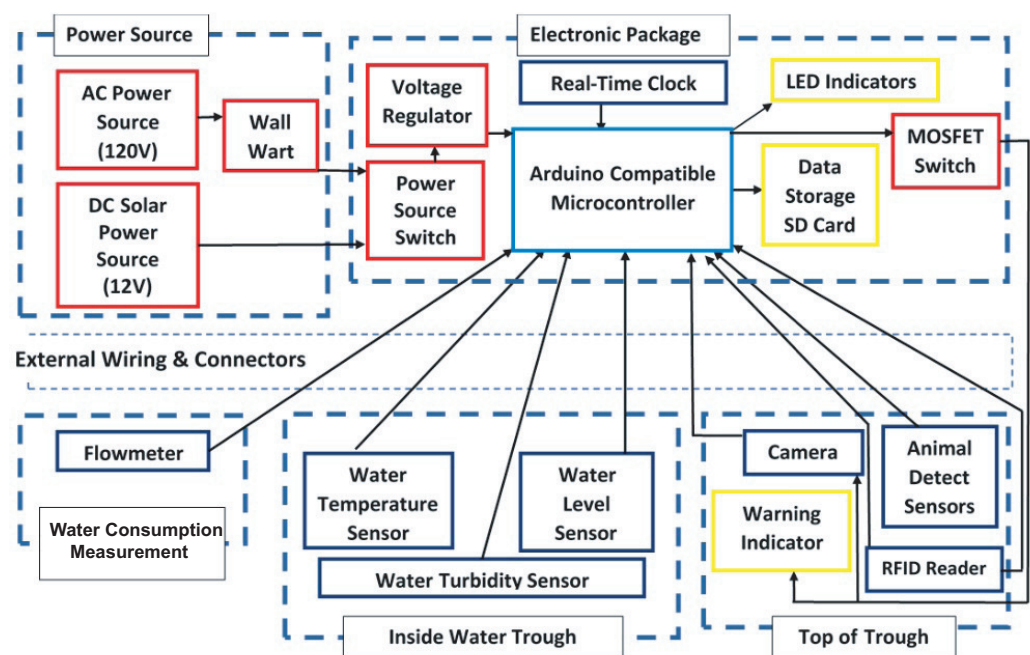 Power Source
AC Power
Source
(120V)
Wall
Wart
DC Solar
Power
Source
(12V)
Electronic Package
Voltage
Regulator
Real-Time Clock
LED Indicators
Arduino Compatible
Microcontroller
MOSFET
Switch
Power
Source
Switch
Data
Storage
SD Card
External Wiring & Connectors
Flowmeter
Water Consumption
Measurement
Water
Temperature
Sensor
Water
Level
Sensor
Water Turbidity Sensor
Inside Water Trough
Camera
Animal
Detect
Sensors
Warning
Indicator
RFID Reader
Top of Trough